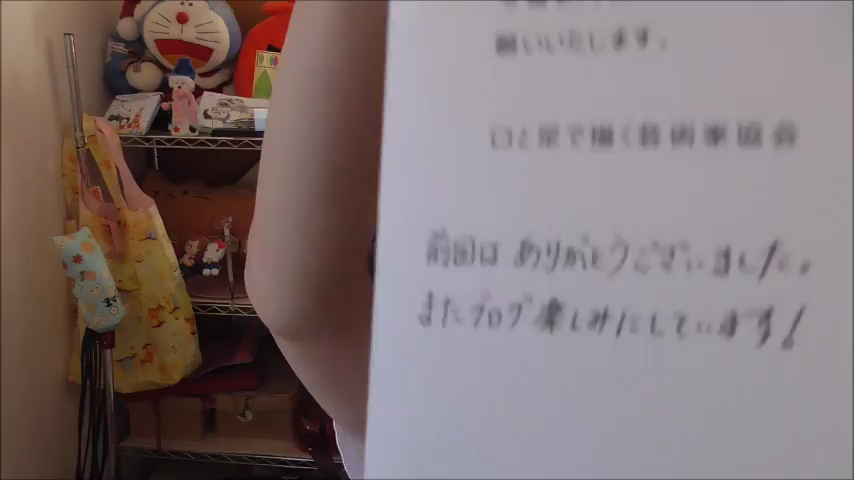 願いいたします。
口と足で描く芸術家協会
前回は ありがとうございました。
またブログ楽しみにしています!